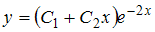 y = (C₁ + C₂x)e⁻²ˣ